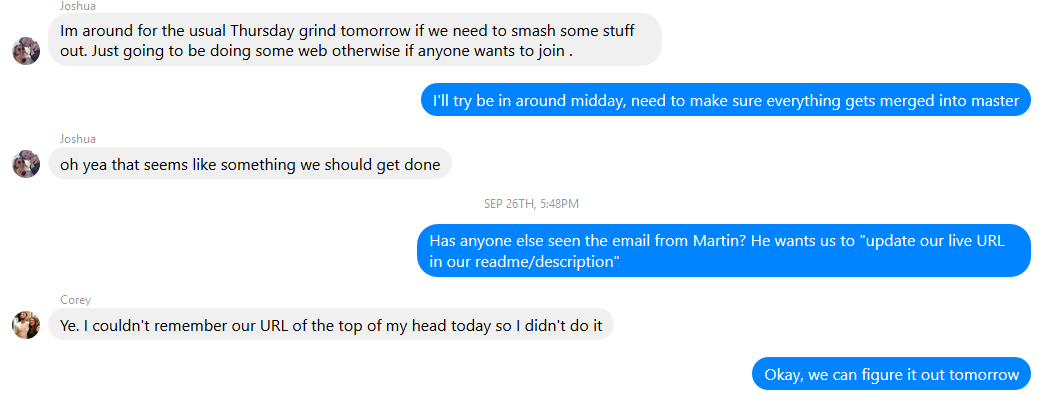 Joshua
Im around for the usual Thursday grind tomorrow if we need to smash some stuff
out. Just going to be doing some web otherwise if anyone wants to join .
I'll try be in around midday, need to make sure everything gets merged into master
Joshua
oh yea that seems like something we should get done
SEP 26TH, 5:48PM
Has anyone else seen the email from Martin? He wants us to "update our live URL
in our readme/description"
Corey
Ye. I couldn't remember our URL of the top of my head today so I didn't do it
Okay, we can figure it out tomorrow